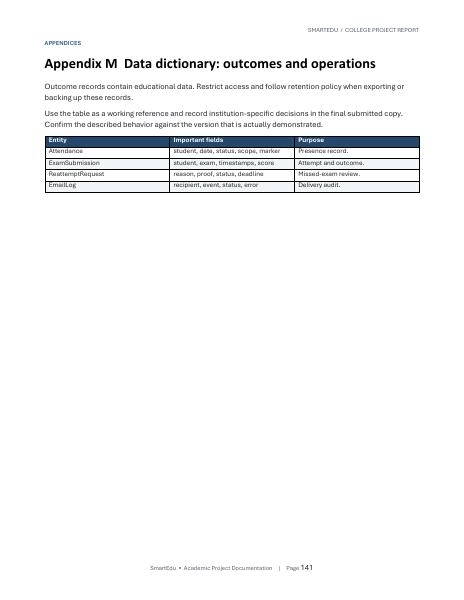 SMARTEDU / COLLEGE PROJECT REPORT
APPENDICES
Appendix M Data dictionary: outcomes and operations
Outcome records contain educational data. Restrict access and follow retention policy when exporting or
backing up these records.
Use the table as a working reference and record institution-specific decisions in the final submitted copy.
Confirm the described behavior against the version that is actually demonstrated.
Entity Important fields Purpose
Attendance student, date, status, scope, marker Presence record.
ExamSubmission student, exam, timestamps, score Attempt and outcome.
ReattemptRequest reason, proof, status, deadline Missed-exam review.
EmailLog recipient, event, status, error Delivery audit.
SmartEdu • Academic Project Documentation | Page 141